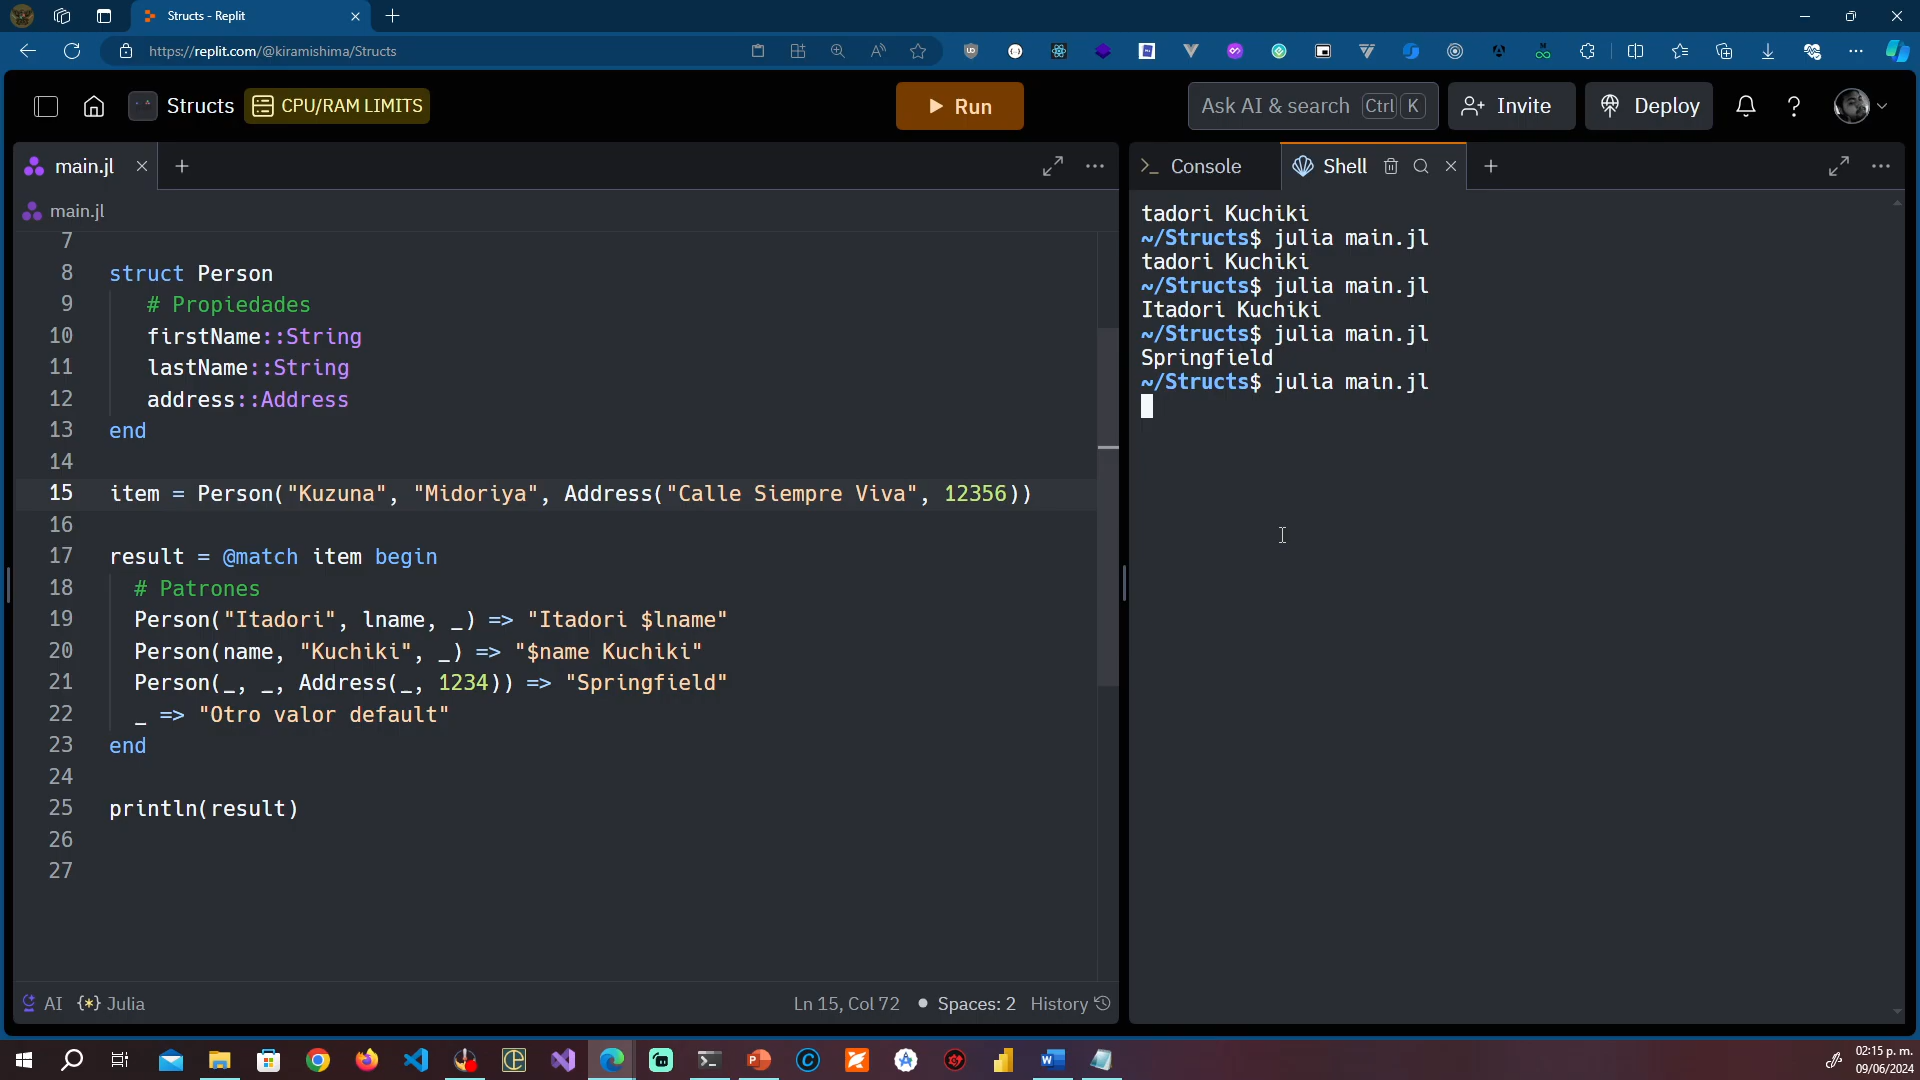 Structs - Replit
https://replit.com/@kiramishima/Structs
Structs
CPU/RAM LIMITS
Run
Ask AI & search Ctrl K
Invite
Deploy
main.jl
main.jl
7
8 struct Person
9 # Propiedades
10 firstName::String
11 lastName::String
12 address::Address
13 end
14
15 item = Person("Kuzuna", "Midoriya", Address("Calle Siempre Viva", 12356))
16
17 result = @match item begin
18 # Patrones
19 Person("Itadori", lname, _) => "Itadori $lname"
20 Person(name, "Kuchiki", _) => "$name Kuchiki"
21 Person(_, _, Address(_, 1234)) => "Springfield"
22 _ => "Otro valor default"
23 end
24
25 println(result)
26
27
AI {*} Julia
Ln 15, Col 72 Spaces: 2 History
Console
Shell
tadori Kuchiki
~/Structs$ julia main.jl
tadori Kuchiki
~/Structs$ julia main.jl
Itadori Kuchiki
~/Structs$ julia main.jl
Springfield
~/Structs$ julia main.jl
02:15 p. m.
09/06/2024